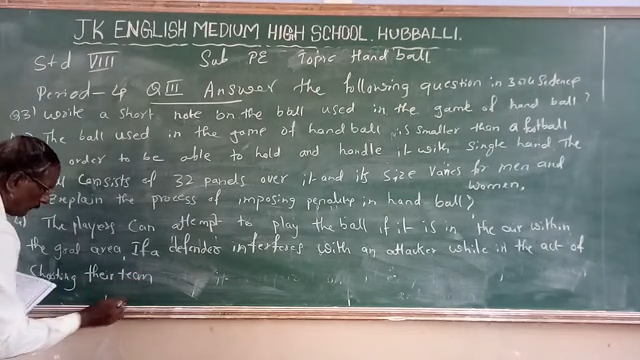 JK ENGLISH MEDIUM HIGH SCHOOL. HUBBALLI.
Std VIII Sub PE Topic Hand ball
Period-4 QIII Answer the following question in 3 or 4 Sentence
Q3) Write a short note on the ball used in the game of hand ball?
The ball used in the game of handball is smaller than a football
order to be able to hold and handle it with single hand The
consists of 32 panels over it and its size varies for men and
women.
Explain the process of imposing penalties in hand ball?
The players can attempt to play the ball if it is in the air within
the goal area, If a defender interferes with an attacker while in the act of
Shooting their team